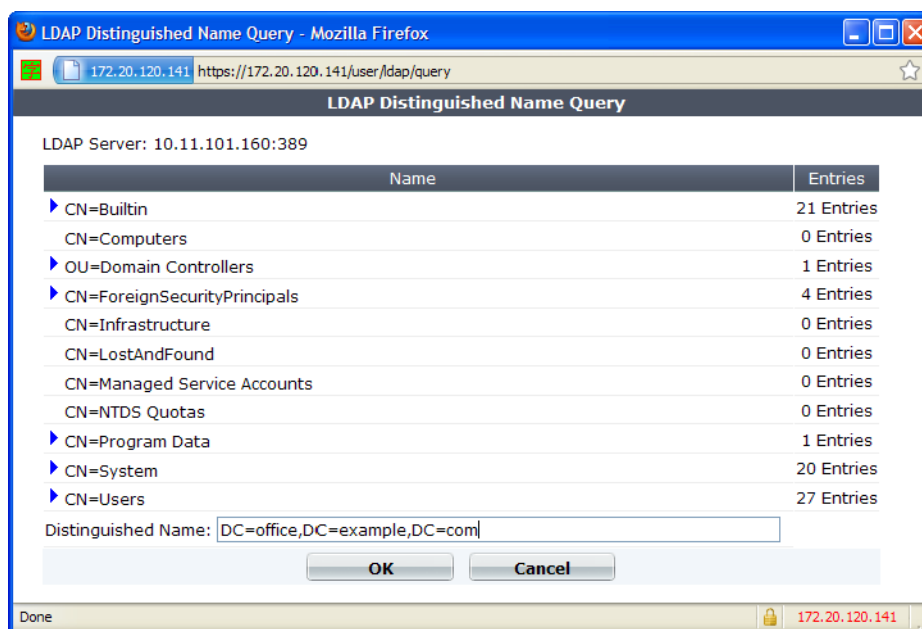 LDAP Distinguished Name Query - Mozilla Firefox
172.20.120.141 https://172.20.120.141/user/ldap/query
LDAP Distinguished Name Query
LDAP Server: 10.11.101.160:389
Name Entries
CN=Builtin 21 Entries
CN=Computers 0 Entries
OU=Domain Controllers 1 Entries
CN=ForeignSecurityPrincipals 4 Entries
CN=Infrastructure 0 Entries
CN=LostAndFound 0 Entries
CN=Managed Service Accounts 0 Entries
CN=NTDS Quotas 0 Entries
CN=Program Data 1 Entries
CN=System 20 Entries
CN=Users 27 Entries
Distinguished Name: DC=office,DC=example,DC=com
OK Cancel
Done 172.20.120.141